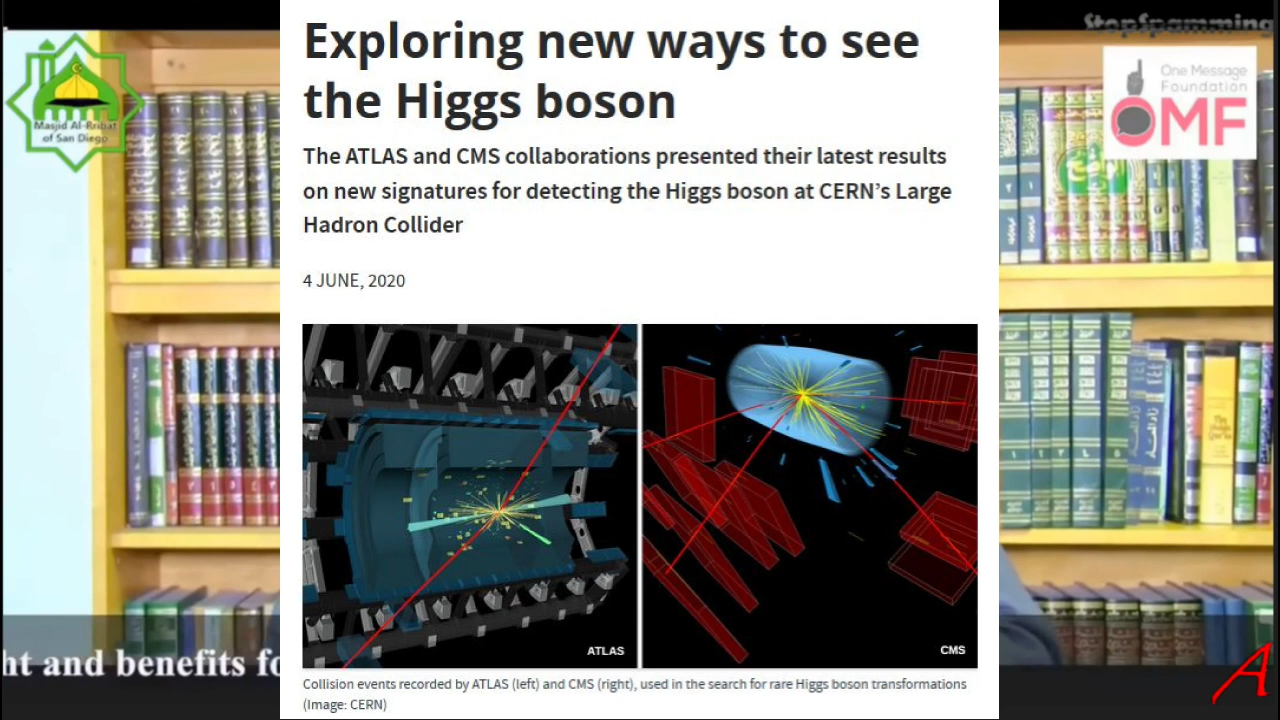 StopSpamming
Exploring new ways to see
the Higgs boson
Masjid Al-Rribat
of San Diego
One Message
Foundation
OMF
The ATLAS and CMS collaborations presented their latest results
on new signatures for detecting the Higgs boson at CERN’s Large
Hadron Collider
4 JUNE, 2020
ATLAS
CMS
ht and benefits fo
Collision events recorded by ATLAS (left) and CMS (right), used in the search for rare Higgs boson transformations
(Image: CERN)
A